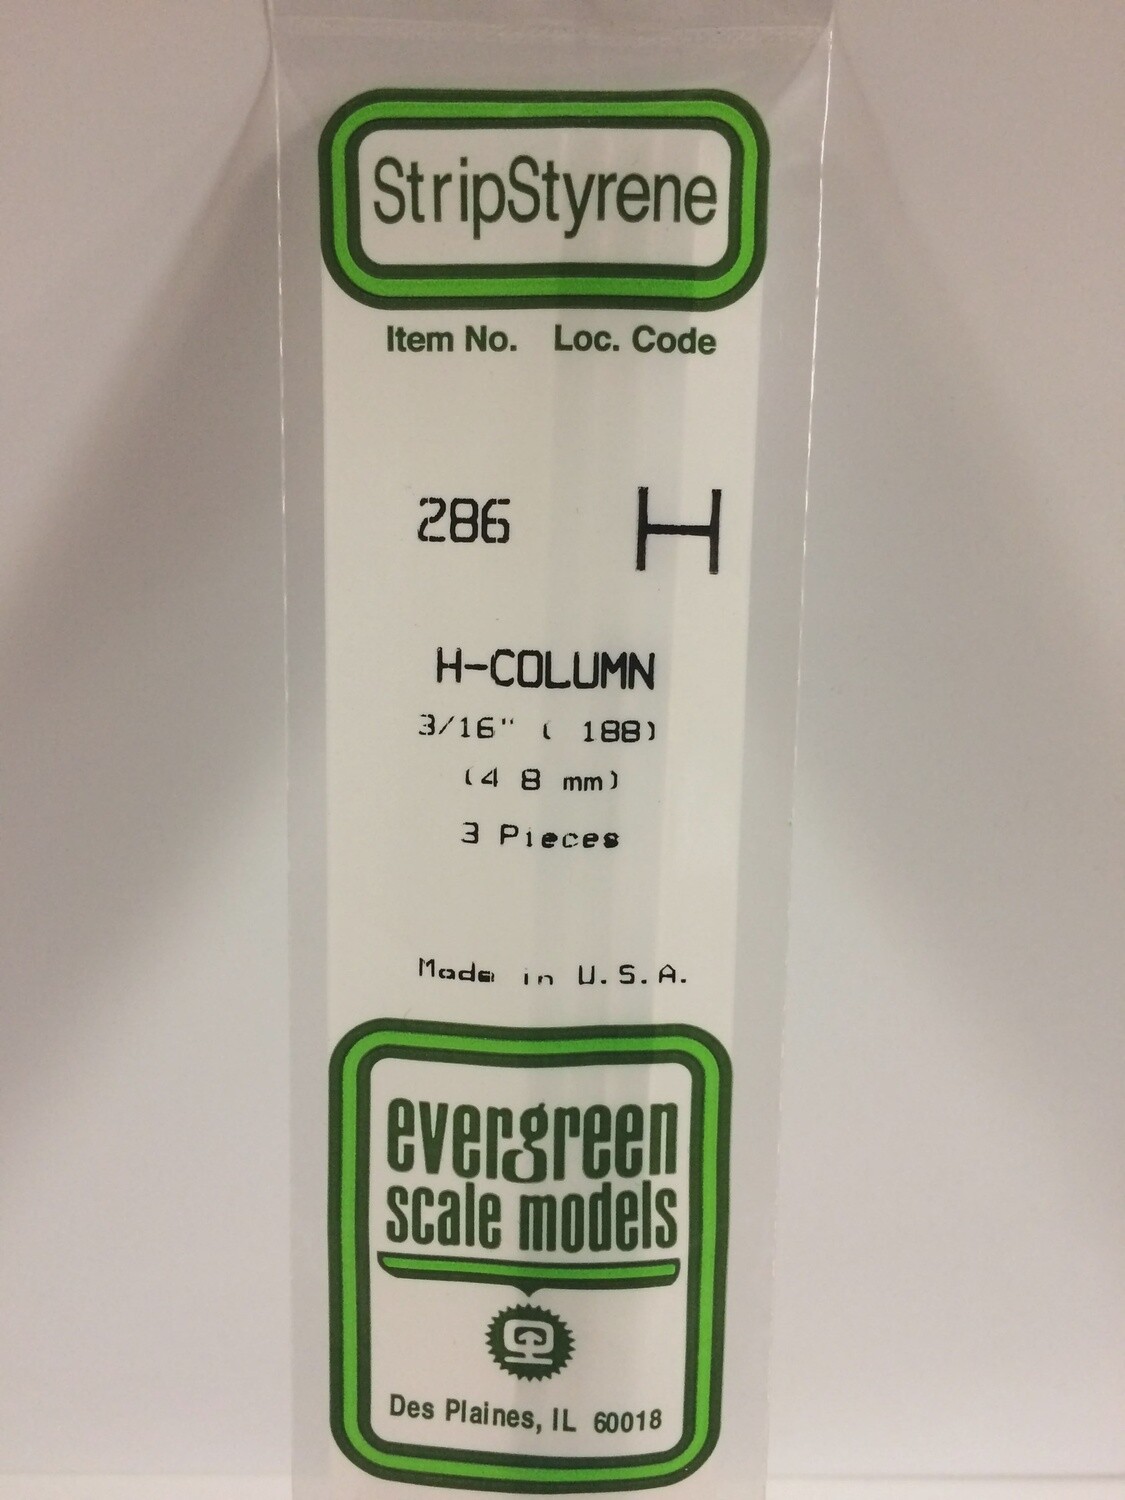 StripStyrene
Item No. Loc. Code
286 H
H-COLUMN
3/16" ( 188)
(4 8 mm)
3 Pieces
Made in U.S.A.
evergreen
scale models
Des Plaines, IL 60018